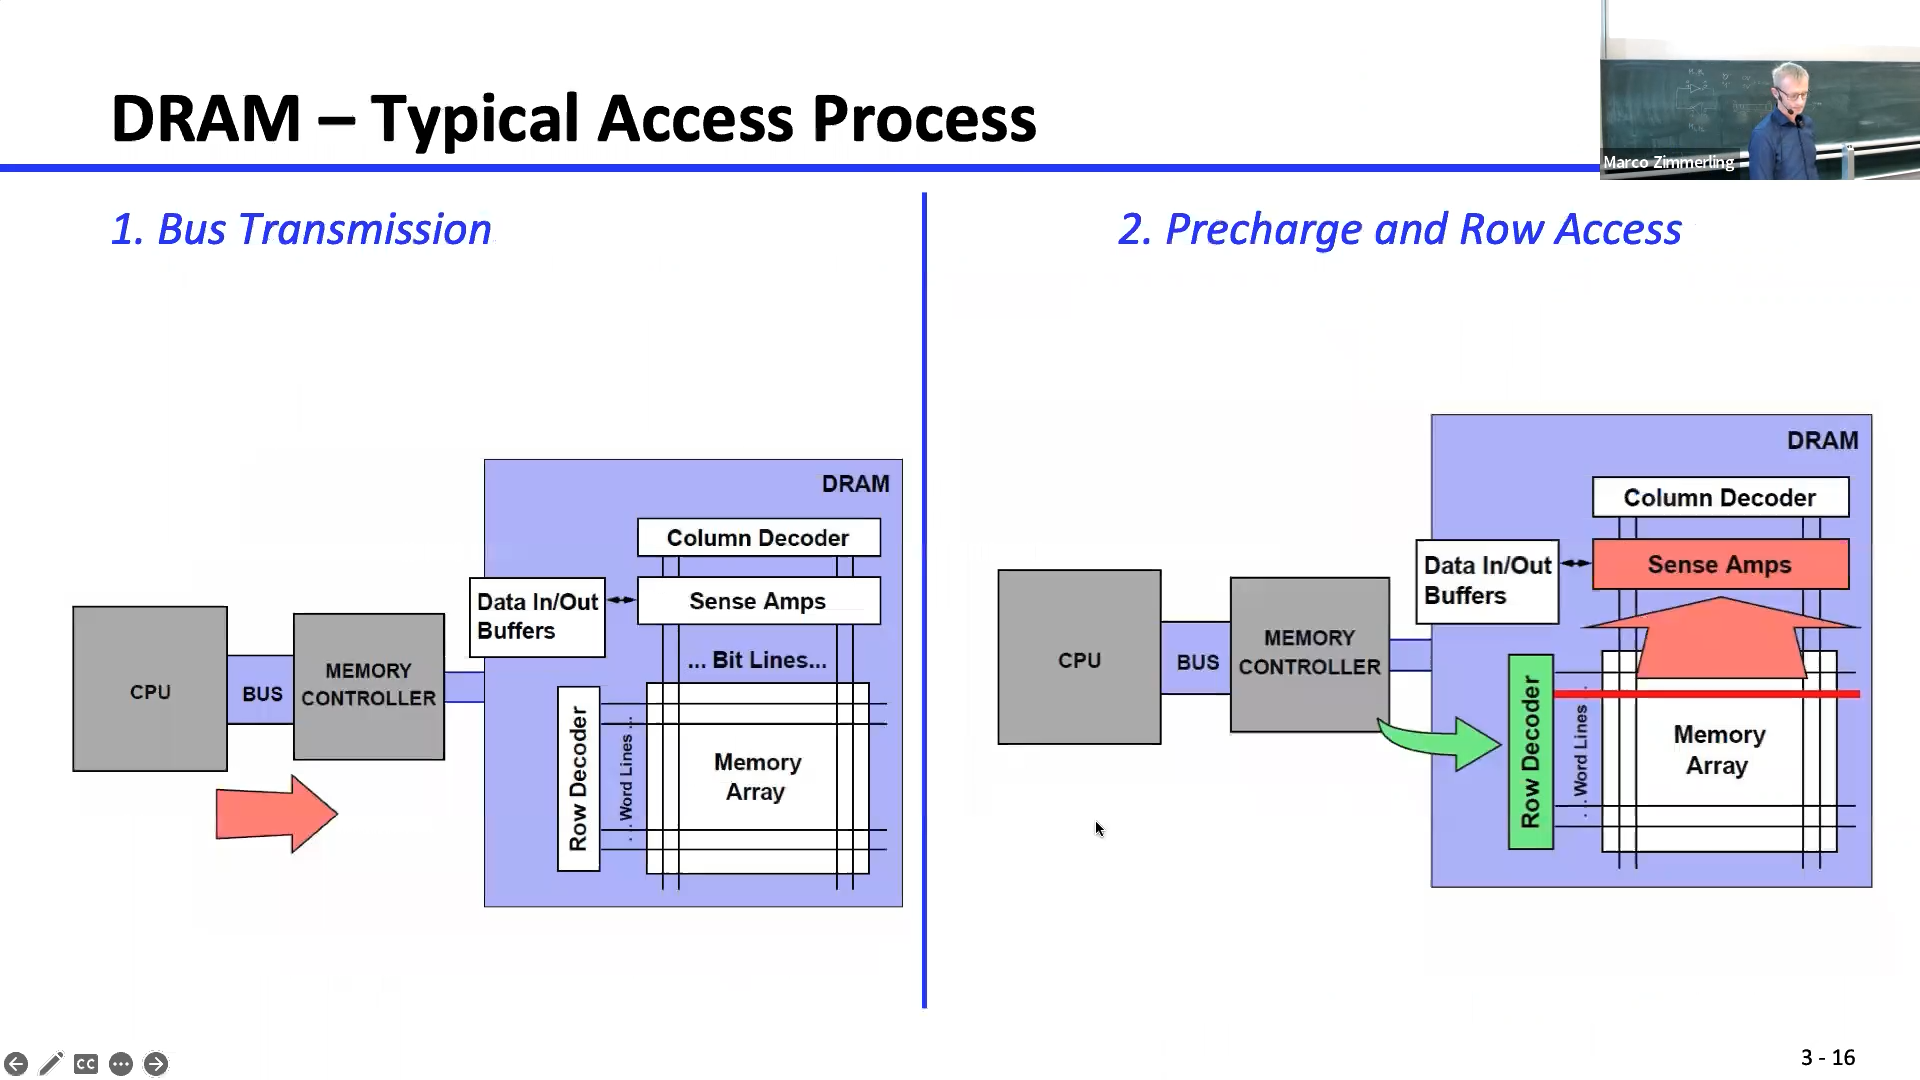 DRAM – Typical Access Process
Marco Zimmerling
1. Bus Transmission
DRAM
Column Decoder
Data In/Out
Buffers
Sense Amps
... Bit Lines...
CPU
BUS
MEMORY
CONTROLLER
Row Decoder
...Word Lines...
Memory
Array
2. Precharge and Row Access
DRAM
Column Decoder
Data In/Out
Buffers
Sense Amps
CPU
BUS
MEMORY
CONTROLLER
Row Decoder
...Word Lines...
Memory
Array
CC
3 - 16